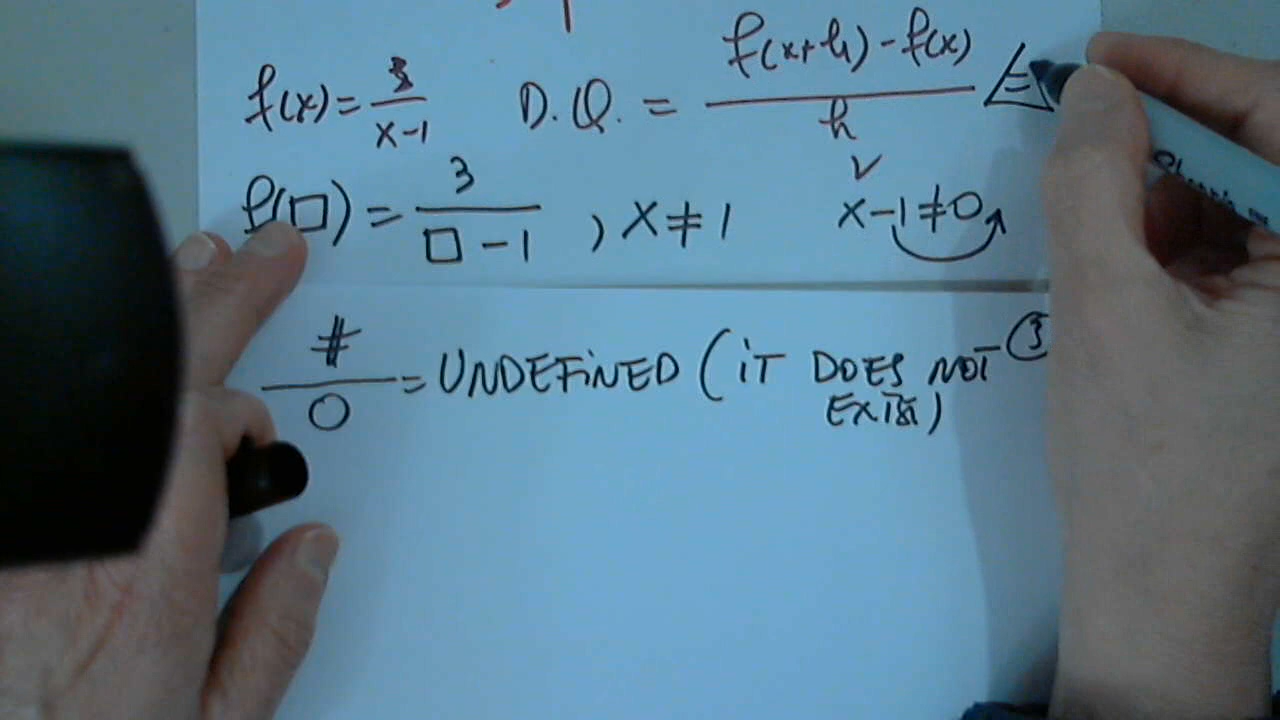 f(x) = 3/(x-1) D.Q. = (f(x+h) - f(x))/h
f(□) = 3/(□-1) , x ≠ 1 ✓ x-1≠0
#/0 = UNDEFINED (iT DOES NOT
EXIST)